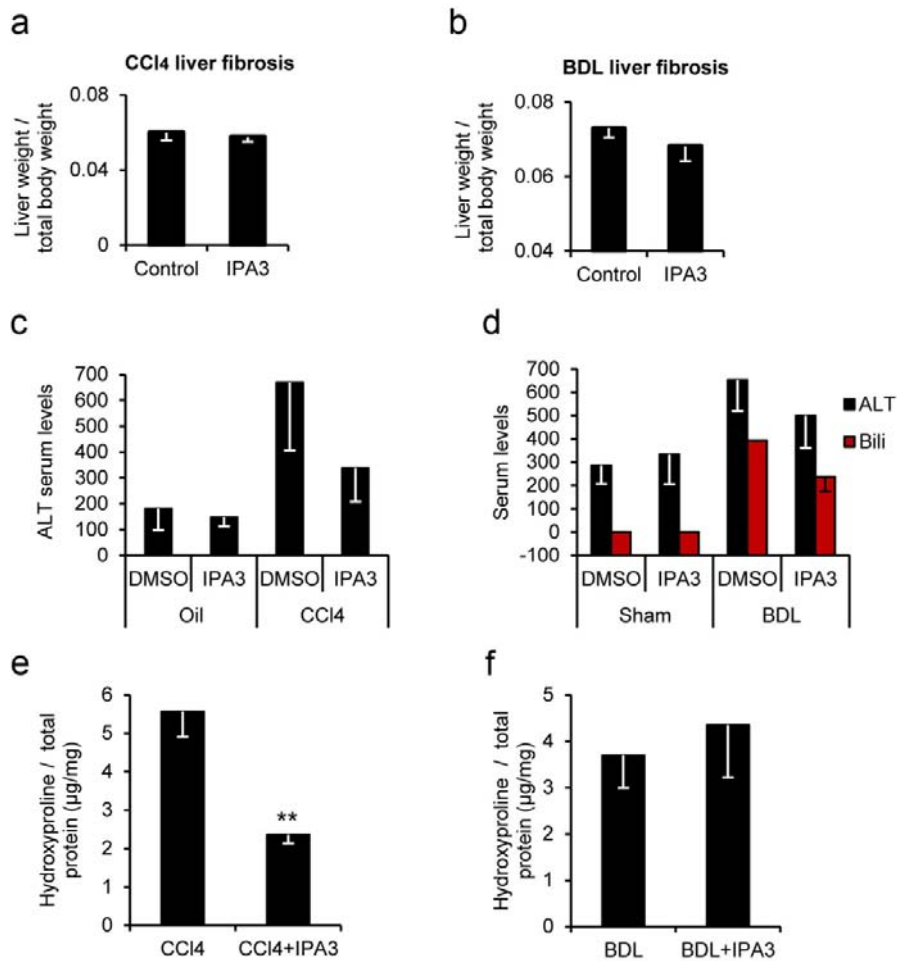 a
CCl4 liver fibrosis
Liver weight /
total body weight
0.08
0.04
0
Control IPA3
b
BDL liver fibrosis
Liver weight /
total body weight
0.08
0.06
0.04
Control IPA3
c
ALT serum levels
700
600
500
400
300
200
100
0
DMSO IPA3 DMSO IPA3
Oil CCl4
d
Serum levels
700
600
500
400
300
200
100
0
-100
DMSO IPA3 DMSO IPA3
Sham BDL
ALT
Bili
e
Hydroxyproline / total
protein (µg/mg)
6
5
4
3
2
1
0
**
CCl4 CCl4+IPA3
f
Hydroxyproline / total
protein (µg/mg)
5
4
3
2
1
0
BDL BDL+IPA3